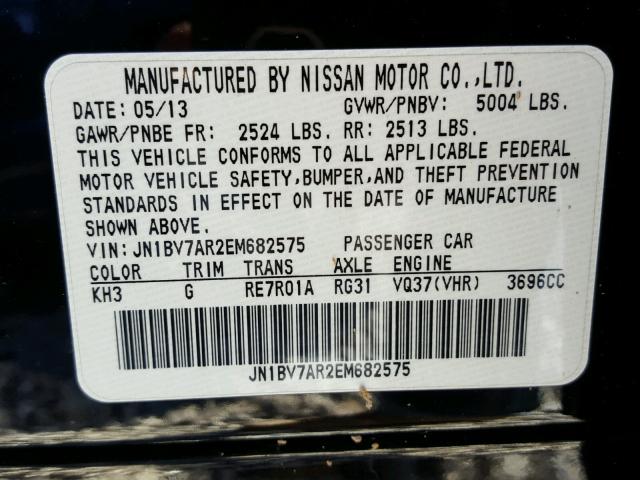 MANUFACTURED BY NISSAN MOTOR CO.,LTD.
DATE: 05/13 GVWR/PNBV: 5004 LBS.
GAWR/PNBE FR: 2524 LBS. RR: 2513 LBS.
THIS VEHICLE CONFORMS TO ALL APPLICABLE FEDERAL
MOTOR VEHICLE SAFETY,BUMPER,AND THEFT PREVENTION
STANDARDS IN EFFECT ON THE DATE OF MANUFACTURE
SHOWN ABOVE.
VIN:JN1BV7AR2EM682575 PASSENGER CAR
COLOR TRIM TRANS AXLE ENGINE
KH3 G RE7R01A RG31 VQ37(VHR) 3696CC
JN1BV7AR2EM682575